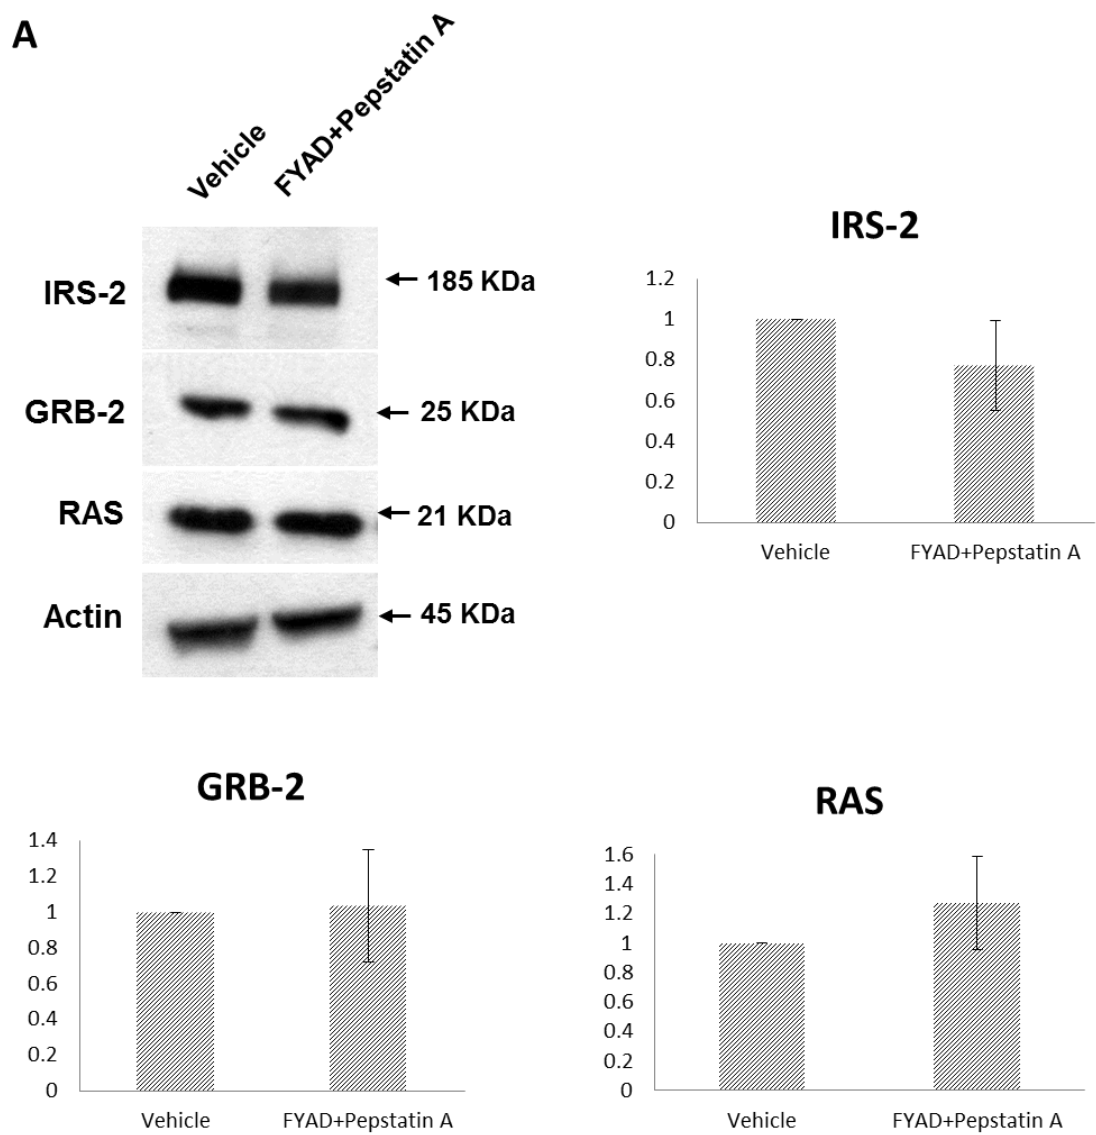 A
Vehicle
FYAD+Pepstatin A
IRS-2
185 KDa
GRB-2
25 KDa
RAS
21 KDa
Actin
45 KDa
IRS-2
1.2
1
0.8
0.6
0.4
0.2
0
Vehicle
FYAD+Pepstatin A
GRB-2
1.4
1.2
1
0.8
0.6
0.4
0.2
0
Vehicle
FYAD+Pepstatin A
RAS
1.6
1.4
1.2
1
0.8
0.6
0.4
0.2
0
Vehicle
FYAD+Pepstatin A